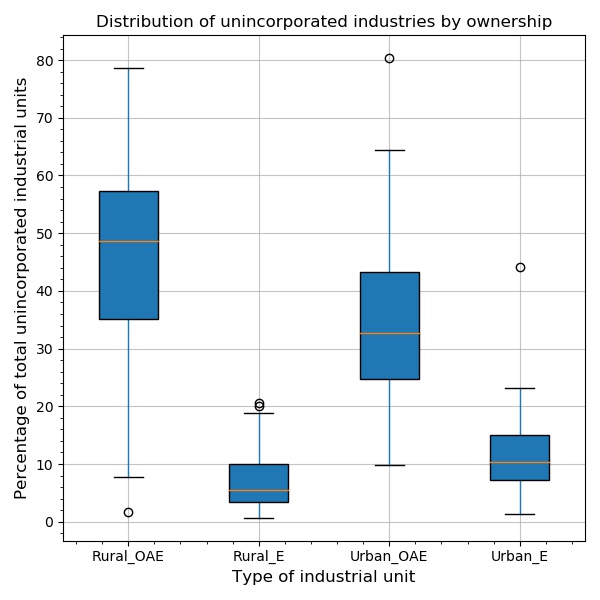 Distribution of unincorporated industries by ownership
Percentage of total unincorporated industrial units
80
70
60
50
40
30
20
10
0
Rural_OAE Rural_E Urban_OAE Urban_E
Type of industrial unit